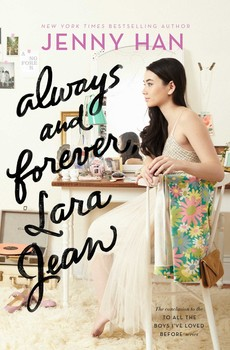 NEW YORK TIMES BESTSELLING AUTHOR
JENNY HAN
always
and
forever,
Lara
Jean
The conclusion to the
TO ALL THE
BOYS I'VE LOVED
BEFORE series